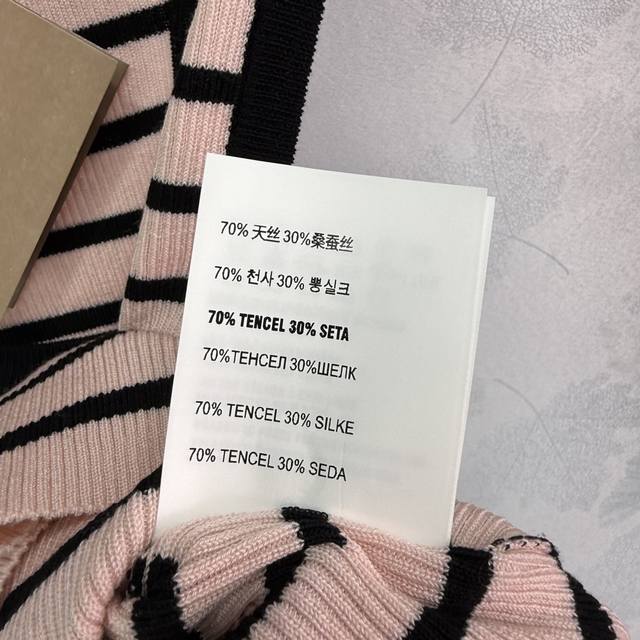 70% 天丝 30%桑蚕丝
70% 천사 30% 뽕실크
70% TENCEL 30% SETA
70%ТЕНСЕЛ 30%ШЕЛК
70% TENCEL 30% SILKE
70% TENCEL 30% SEDA